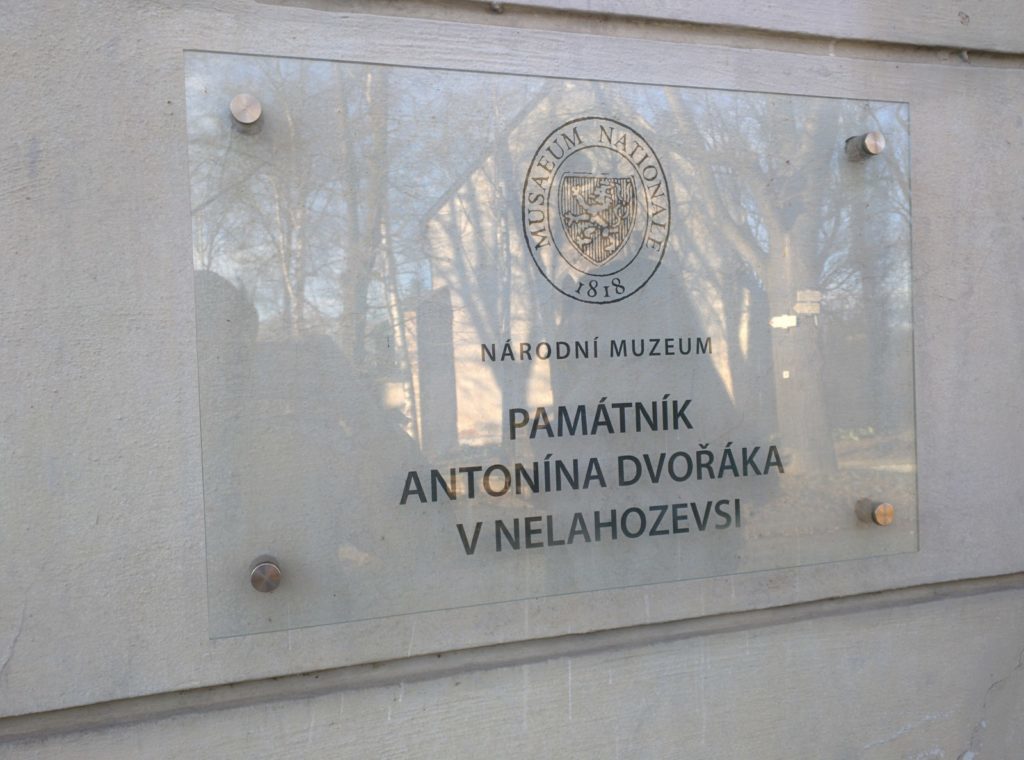 MUSAEUM NATIONALE
1818
NÁRODNÍ MUZEUM
PAMÁTNÍK
ANTONÍNA DVOŘÁKA
V NELAHOZEVSI